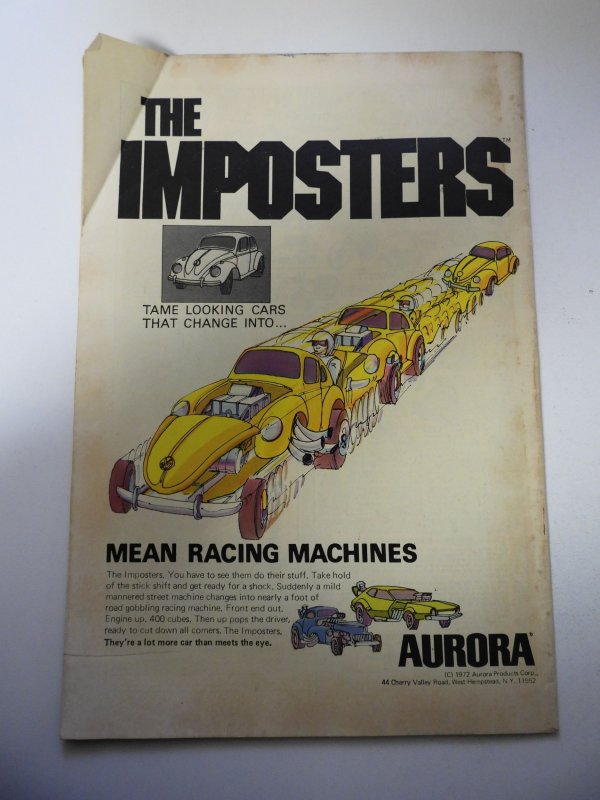 THE
IMPOSTERS™
TAME LOOKING CARS
THAT CHANGE INTO...
MEAN RACING MACHINES
The Imposters. You have to see them do their stuff. Take hold
of the stick shift and get ready for a shock. Suddenly a mild
mannered street machine changes into nearly a foot of
road gobbling racing machine. Front end out.
Engine up. 400 cubes. Then up pops the driver,
ready to cut down all comers. The Imposters.
They're a lot more car than meets the eye.
AURORA®
(C) 1972 Aurora Products Corp.,
44 Cherry Valley Road, West Hempstead, N.Y. 11552